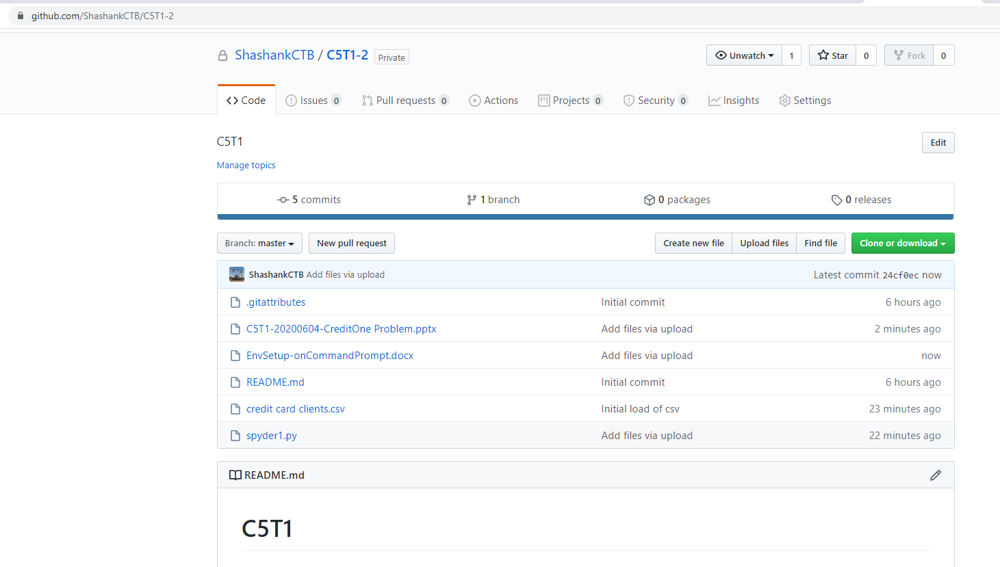 github.com/ShashankCTB/C5T1-2
ShashankCTB / C5T1-2 Private Unwatch 1 Star 0 Fork 0
Code Issues 0 Pull requests 0 Actions Projects 0 Security 0 Insights Settings
C5T1 Edit
Manage topics
5 commits 1 branch 0 packages 0 releases
Branch: master New pull request Create new file Upload files Find file Clone or download
ShashankCTB Add files via upload Latest commit 24cf0ec now
.gitattributes Initial commit 6 hours ago
C5T1-20200604-CreditOne Problem.pptx Add files via upload 2 minutes ago
EnvSetup-onCommandPrompt.docx Add files via upload now
README.md Initial commit 6 hours ago
credit card clients.csv Initial load of csv 23 minutes ago
spyder1.py Add files via upload 22 minutes ago
README.md
C5T1